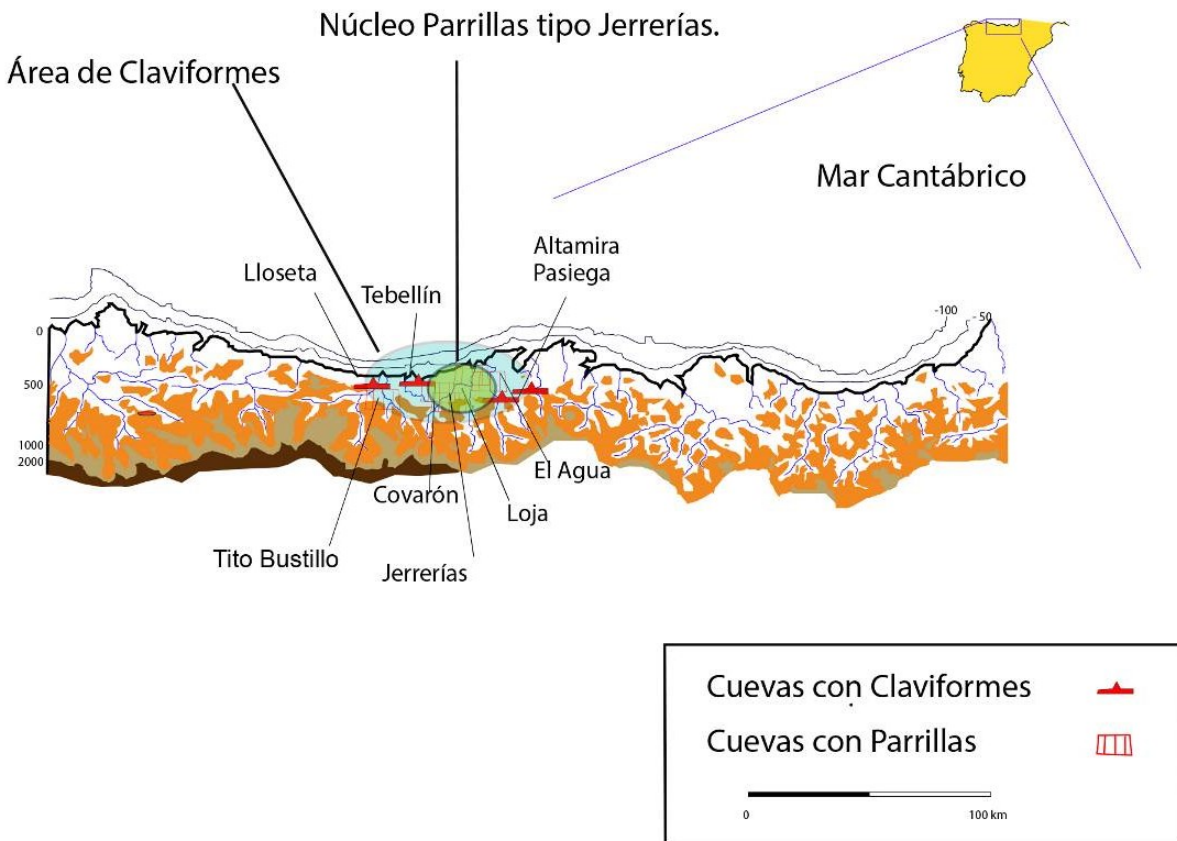 Núcleo Parrillas tipo Jerrerías.
Área de Claviformes
Mar Cantábrico
Altamira
Pasiega
Lloseta
Tebellín
-100
- 50
0
500
1000
2000
El Agua
Covarón
Loja
Tito Bustillo
Jerrerías
Cuevas con Claviformes
Cuevas con Parrillas
0
100 km